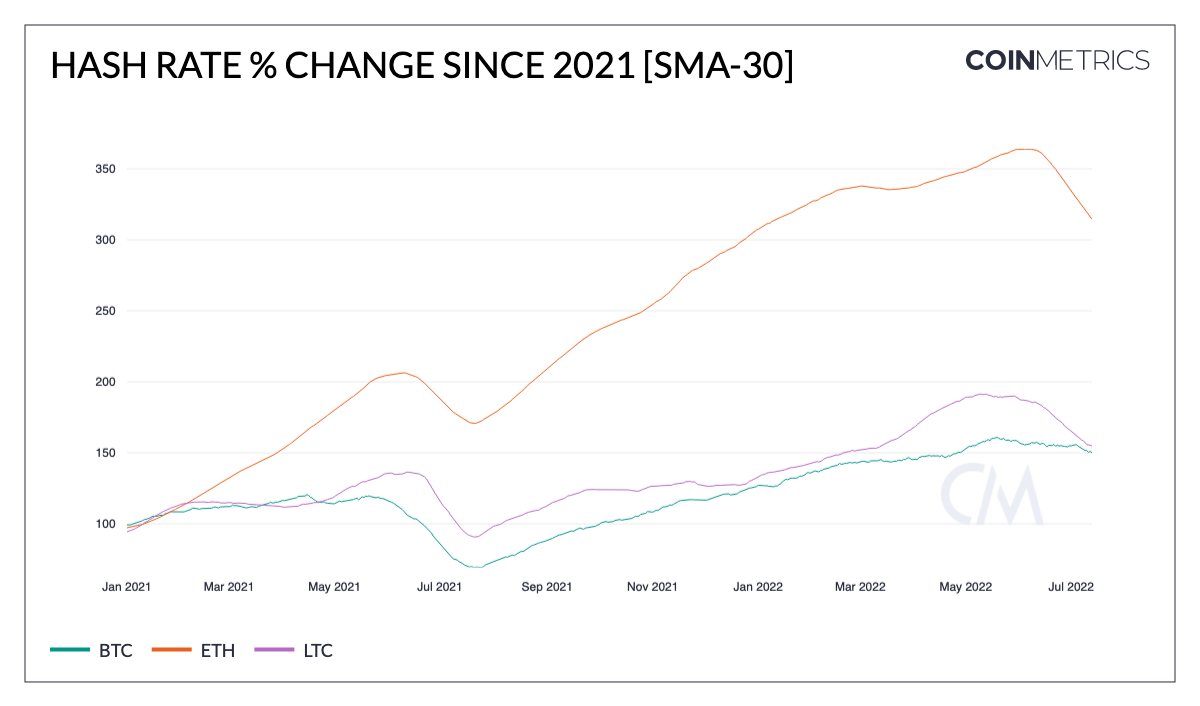 HASH RATE % CHANGE SINCE 2021 [SMA-30]
COINMETRICS
350
300
250
200
150
100
CM
Jan 2021 Mar 2021 May 2021 Jul 2021 Sep 2021 Nov 2021 Jan 2022 Mar 2022 May 2022 Jul 2022
BTC ETH LTC